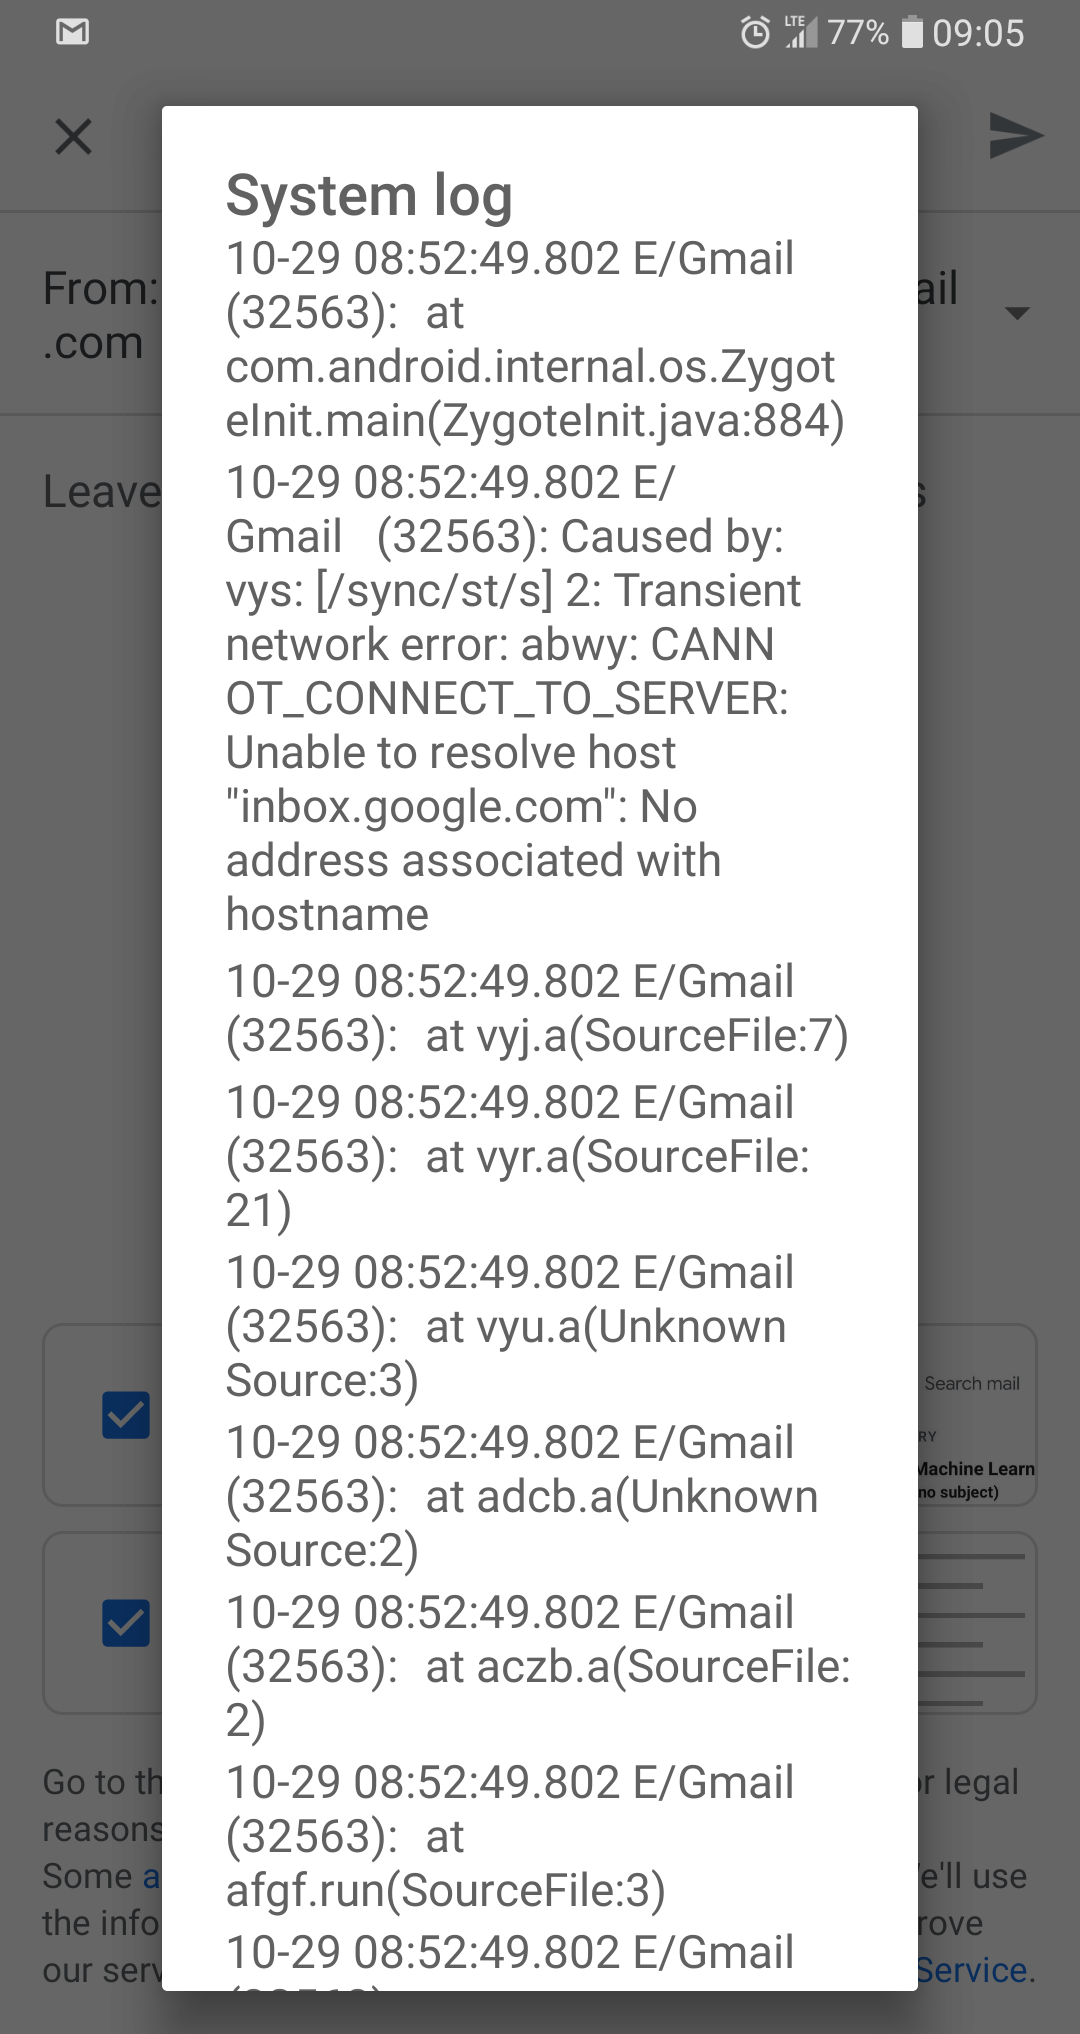 LTE 77% 09:05
System log
10-29 08:52:49.802 E/Gmail
(32563): at
com.android.internal.os.Zygot
eInit.main(ZygoteInit.java:884)
10-29 08:52:49.802 E/
Gmail (32563): Caused by:
vys: [/sync/st/s] 2: Transient
network error: abwy: CANN
OT_CONNECT_TO_SERVER:
Unable to resolve host
"inbox.google.com": No
address associated with
hostname
10-29 08:52:49.802 E/Gmail
(32563): at vyj.a(SourceFile:7)
10-29 08:52:49.802 E/Gmail
(32563): at vyr.a(SourceFile:
21)
10-29 08:52:49.802 E/Gmail
(32563): at vyu.a(Unknown
Source:3)
10-29 08:52:49.802 E/Gmail
(32563): at adcb.a(Unknown
Source:2)
10-29 08:52:49.802 E/Gmail
(32563): at aczb.a(SourceFile:
2)
10-29 08:52:49.802 E/Gmail
(32563): at
afgf.run(SourceFile:3)
10-29 08:52:49.802 E/Gmail
From: ail
.com
Leave s
Search mail
RY
Machine Learn
no subject)
Go to th or legal
reasons
Some a e'll use
the info rove
our serv Service.